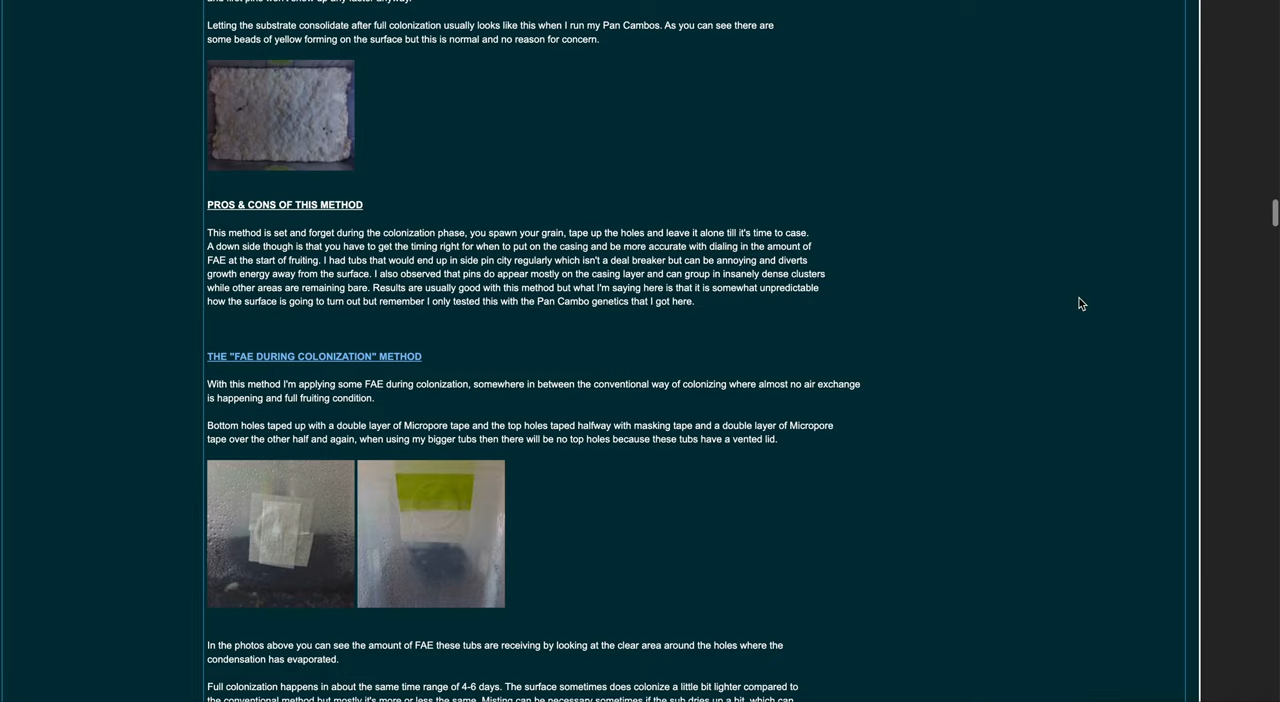 Letting the substrate consolidate after full colonization usually looks like this when I run my Pan Cambos. As you can see there are
some beads of yellow forming on the surface but this is normal and no reason for concern.
PROS & CONS OF THIS METHOD
This method is set and forget during the colonization phase, you spawn your grain, tape up the holes and leave it alone till it's time to case.
A down side though is that you have to get the timing right for when to put on the casing and be more accurate with dialing in the amount of
FAE at the start of fruiting. I had tubs that would end up in side pin city regularly which isn't a deal breaker but can be annoying and diverts
growth energy away from the surface. I also observed that pins do appear mostly on the casing layer and can group in insanely dense clusters
while other areas are remaining bare. Results are usually good with this method but what I'm saying here is that it is somewhat unpredictable
how the surface is going to turn out but remember I only tested this with the Pan Cambo genetics that I got here.
THE "FAE DURING COLONIZATION" METHOD
With this method I'm applying some FAE during colonization, somewhere in between the conventional way of colonizing where almost no air exchange
is happening and full fruiting condition.
Bottom holes taped up with a double layer of Micropore tape and the top holes taped halfway with masking tape and a double layer of Micropore
tape over the other half and again, when using my bigger tubs then there will be no top holes because these tubs have a vented lid.
In the photos above you can see the amount of FAE these tubs are receiving by looking at the clear area around the holes where the
condensation has evaporated.
Full colonization happens in about the same time range of 4-6 days. The surface sometimes does colonize a little bit lighter compared to
the conventional method but mostly it's more or less the same. Misting can be necessary sometimes if the sub dries up a bit, which can